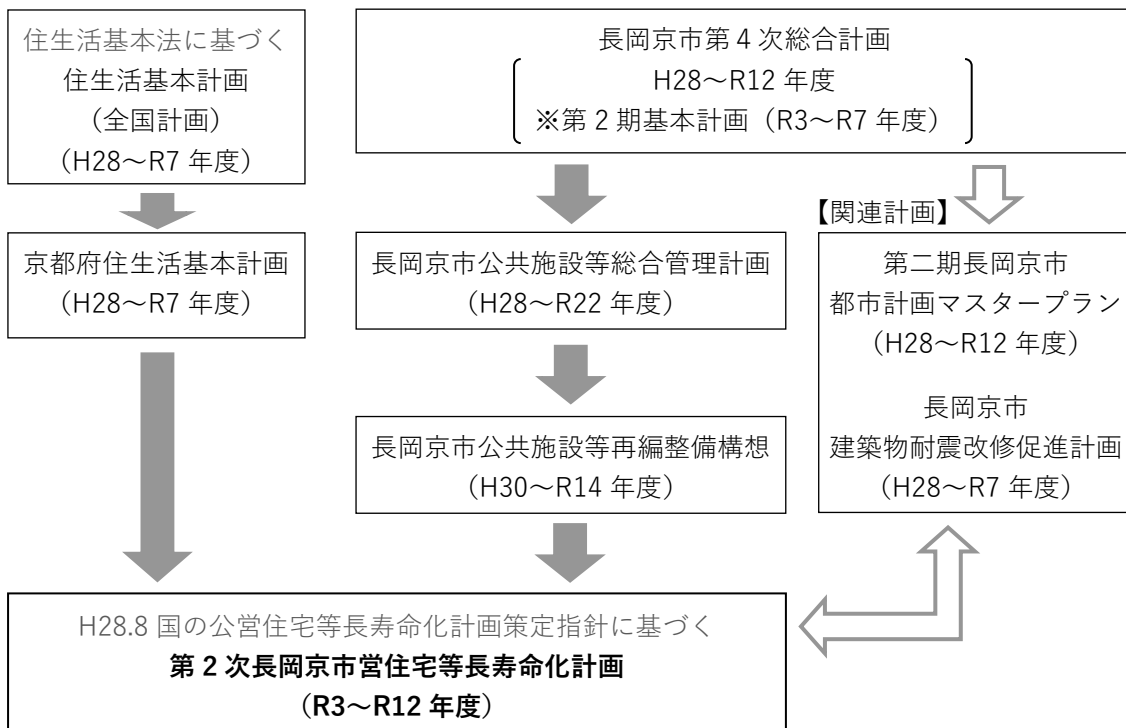 住生活基本法に基づく
住生活基本計画
（全国計画）
（H28～R7 年度）
長岡京市第 4 次総合計画
H28～R12 年度
※第 2 期基本計画（R3～R7 年度）
京都府住生活基本計画
（H28～R7 年度）
長岡京市公共施設等総合管理計画
（H28～R22 年度）
【関連計画】
第二期長岡京市
都市計画マスタープラン
（H28～R12 年度）
長岡京市
建築物耐震改修促進計画
（H28～R7 年度）
長岡京市公共施設等再編整備構想
（H30～R14 年度）
H28.8 国の公営住宅等長寿命化計画策定指針に基づく
第 2 次長岡京市営住宅等長寿命化計画
（R3～R12 年度）